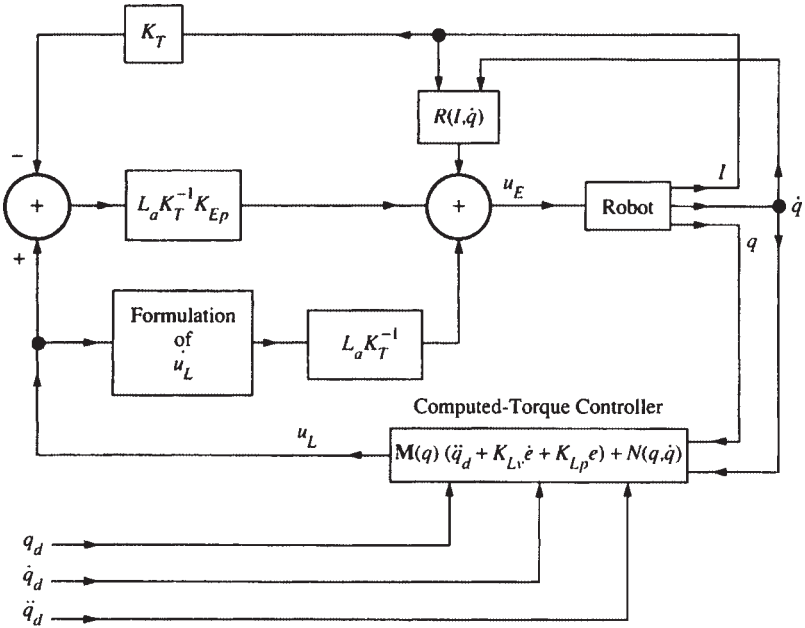 K_T
R(I,q̇)
−
I
+
L_a K_T^{-1} K_{Ep}
+
u_E
Robot
q̇
q
+
Formulation
of
u̇_L
L_a K_T^{-1}
Computed-Torque Controller
u_L
M(q) (q̈_d + K_{Lv} ė + K_{Lp} e) + N(q,q̇)
q_d
q̇_d
q̈_d